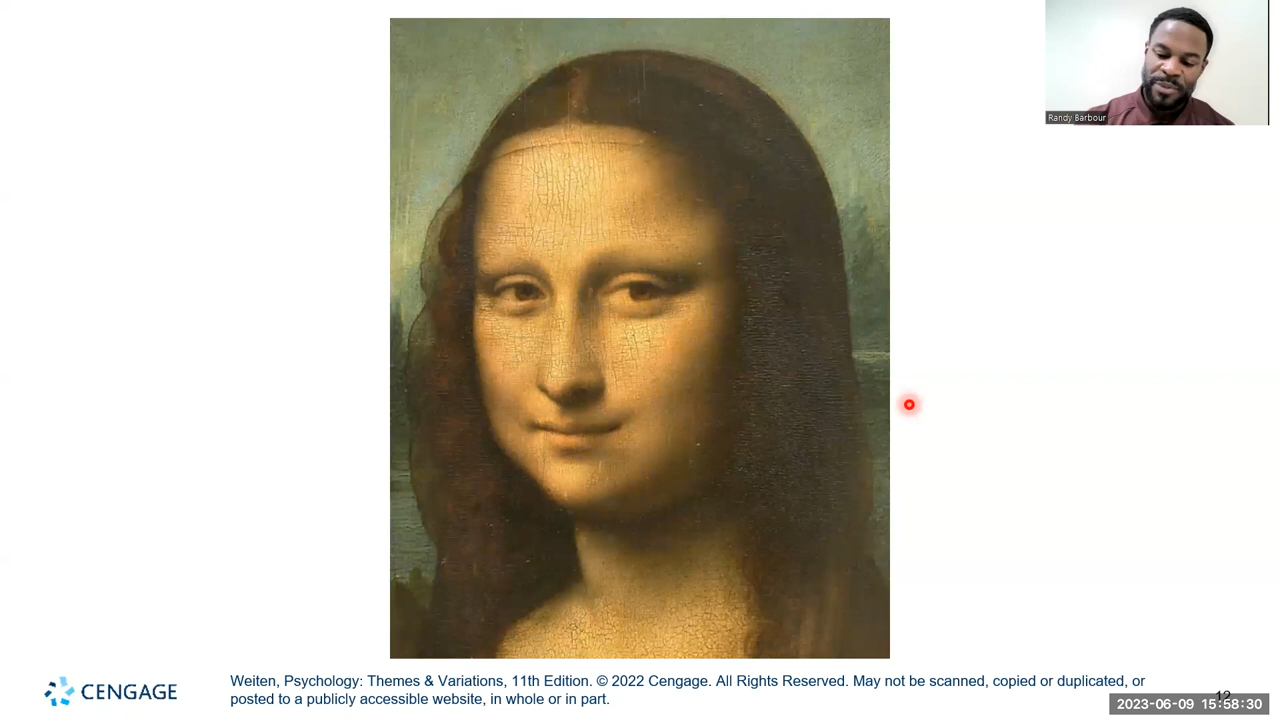 Randy Barbour
CENGAGE
Weiten, Psychology: Themes & Variations, 11th Edition. © 2022 Cengage. All Rights Reserved. May not be scanned, copied or duplicated, or
posted to a publicly accessible website, in whole or in part.
12
2023-06-09 15:58:30